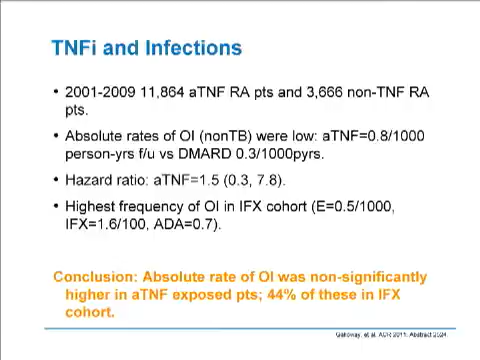 TNFi and Infections
• 2001-2009 11,864 aTNF RA pts and 3,666 non-TNF RA
pts.
• Absolute rates of OI (nonTB) were low: aTNF=0.8/1000
person-yrs f/u vs DMARD 0.3/1000pyrs.
• Hazard ratio: aTNF=1.5 (0.3, 7.8).
• Highest frequency of OI in IFX cohort (E=0.5/1000,
IFX=1.6/100, ADA=0.7).
Conclusion: Absolute rate of OI was non-significantly
higher in aTNF exposed pts; 44% of these in IFX
cohort.
Galloway, et al. ACR 2011; Abstract 2524.